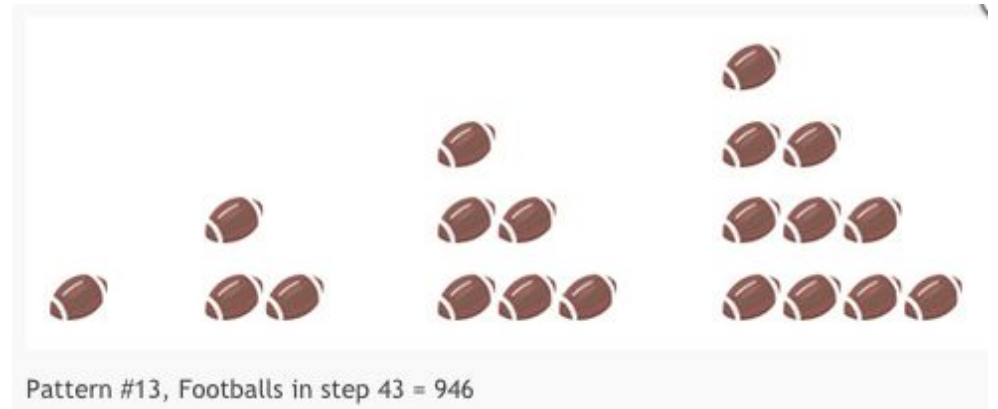 Pattern #13, Footballs in step 43 = 946